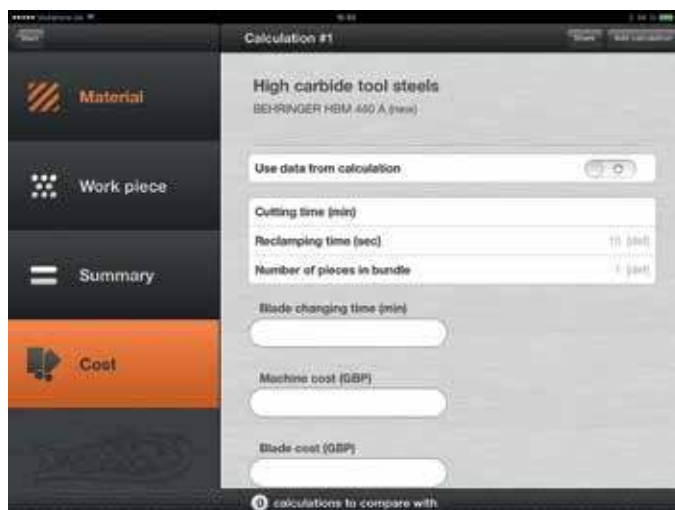 Calculation #1
Material
Work piece
Summary
Cost
High carbide tool steels
BEHRINGER HBM 440 A (new)
Use data from calculation
Cutting time (min)
Reclamping time (sec)
Number of pieces in bundle
Blade changing time (min)
Machine cost (GBP)
Blade cost (GBP)
0 calculations to compare with